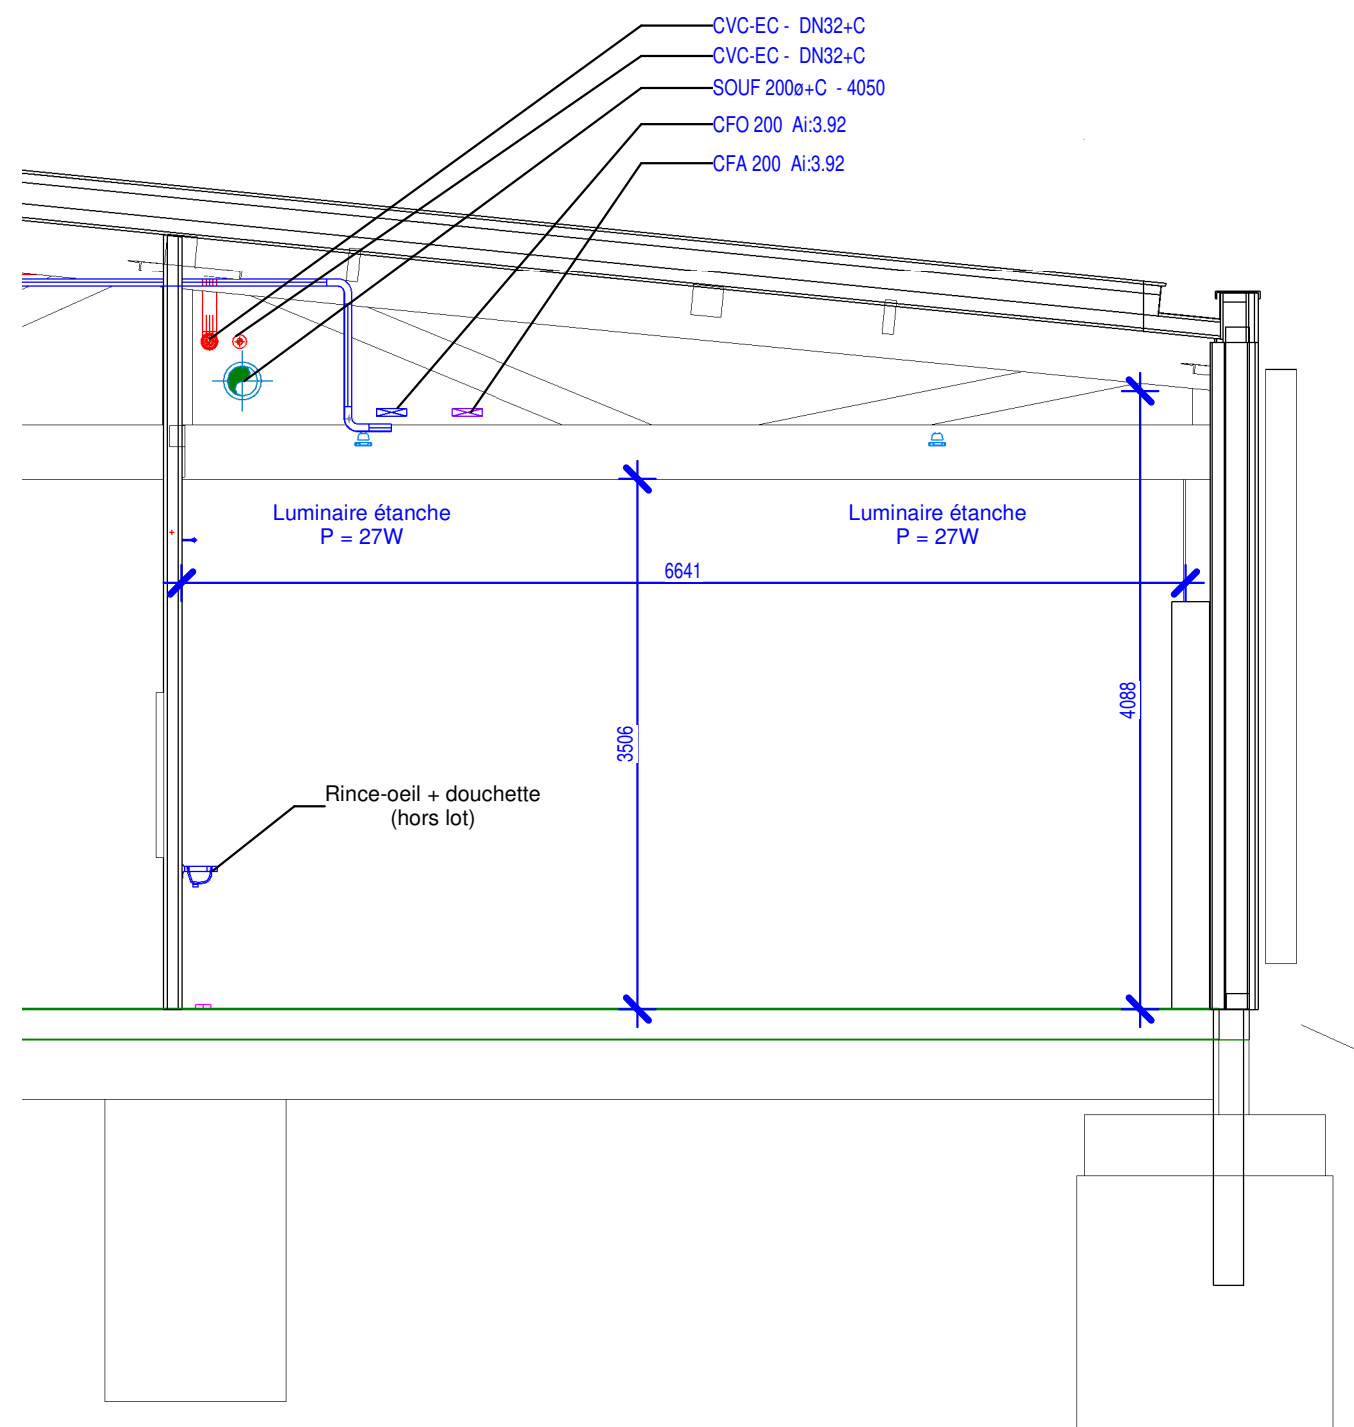 CVC-EC - DN32+C
CVC-EC - DN32+C
SOUF 200ø+C - 4050
CFO 200 Ai:3.92
CFA 200 Ai:3.92
Luminaire étanche
P = 27W
Luminaire étanche
P = 27W
6641
4088
3506
Rince-oeil + douchette
(hors lot)